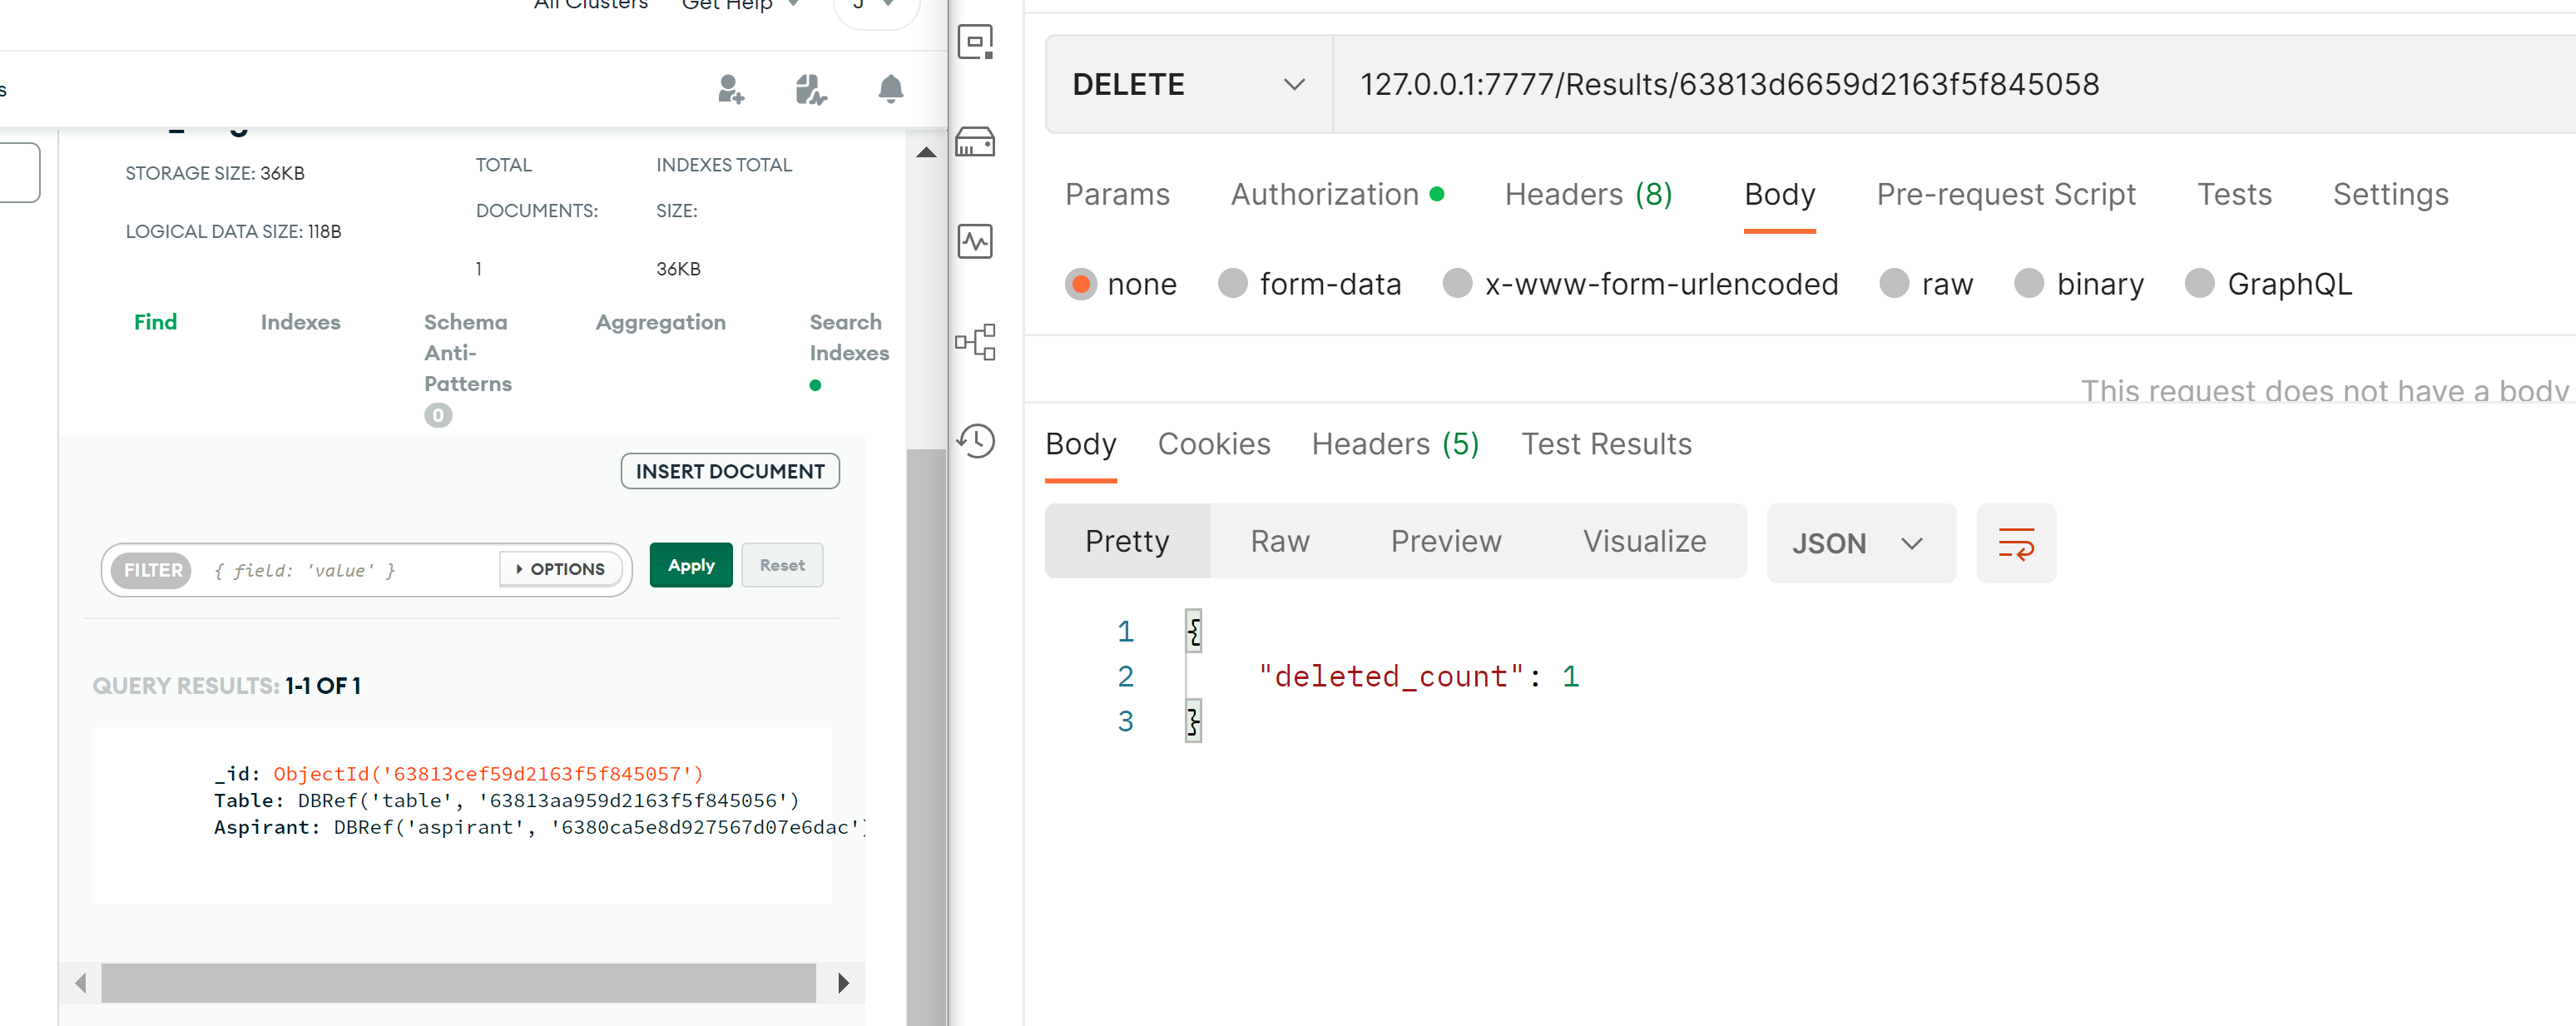 All Clusters
Get Help
J
s
STORAGE SIZE: 36KB
LOGICAL DATA SIZE: 118B
TOTAL
DOCUMENTS:
1
INDEXES TOTAL
SIZE:
36KB
Find
Indexes
Schema
Anti-
Patterns
0
Aggregation
Search
Indexes
INSERT DOCUMENT
FILTER { field: 'value' } OPTIONS Apply Reset
QUERY RESULTS: 1-1 OF 1
_id: ObjectId('63813cef59d2163f5f845057')
Table: DBRef('table', '63813aa959d2163f5f845056')
Aspirant: DBRef('aspirant', '6380ca5e8d927567d07e6dac')
DELETE 127.0.0.1:7777/Results/63813d6659d2163f5f845058
Params Authorization Headers (8) Body Pre-request Script Tests Settings
none form-data x-www-form-urlencoded raw binary GraphQL
This request does not have a body
Body Cookies Headers (5) Test Results
Pretty Raw Preview Visualize JSON
1 {
2 "deleted_count": 1
3 }